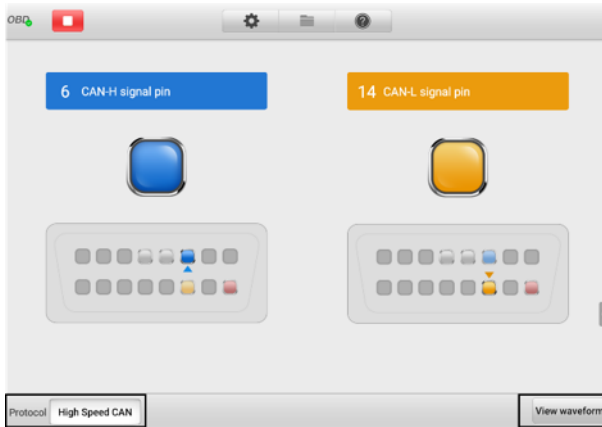 OBD
6 CAN-H signal pin
14 CAN-L signal pin
Protocol High Speed CAN
View waveform